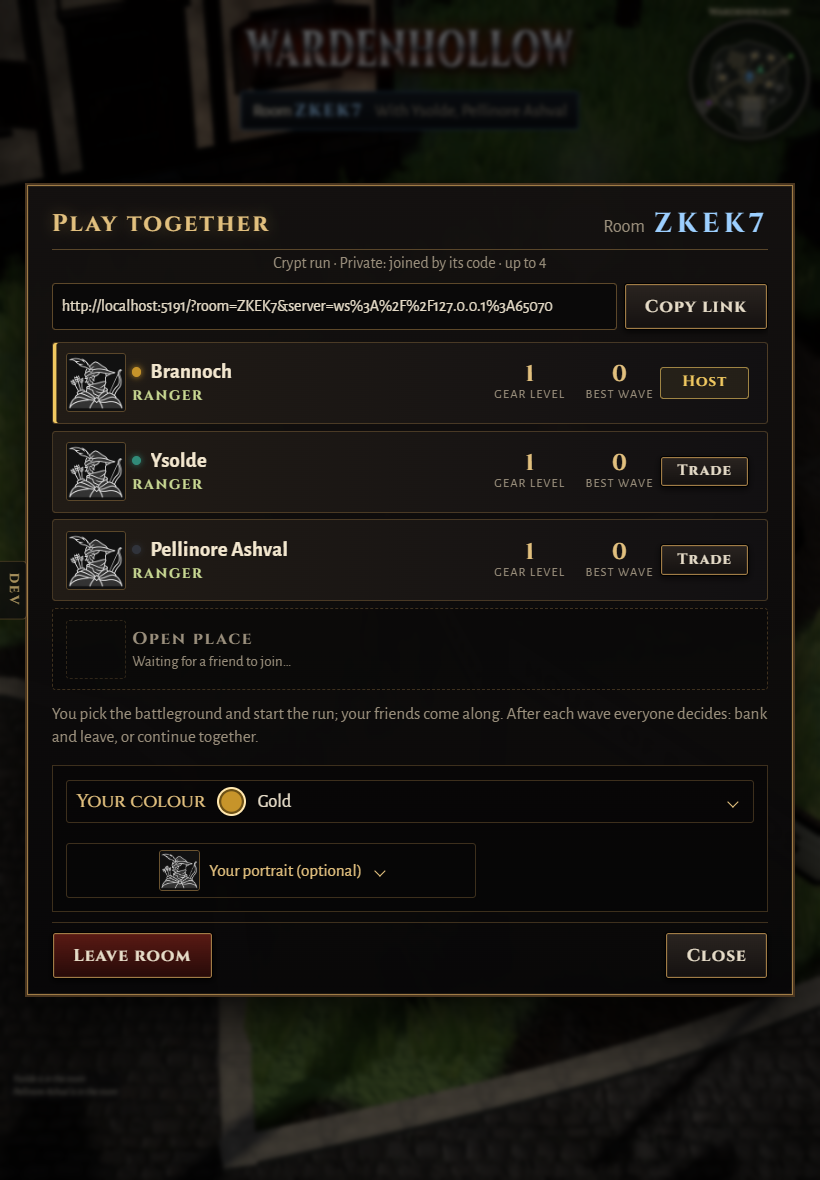 WARDENHOLLOW
Room ZKEK7 With Ysolde, Pellinore Ashval
PLAY TOGETHER
Room ZKEK7
Crypt run · Private: joined by its code · up to 4
http://localhost:5191/?room=ZKEK7&server=ws%3A%2F%2F127.0.0.1%3A65070
COPY LINK
Brannoch
RANGER
1
GEAR LEVEL
0
BEST WAVE
HOST
Ysolde
RANGER
1
GEAR LEVEL
0
BEST WAVE
TRADE
Pellinore Ashval
RANGER
1
GEAR LEVEL
0
BEST WAVE
TRADE
DEV
OPEN PLACE
Waiting for a friend to join...
You pick the battleground and start the run; your friends come along. After each wave everyone decides: bank
and leave, or continue together.
YOUR COLOUR Gold
Your portrait (optional)
LEAVE ROOM
CLOSE